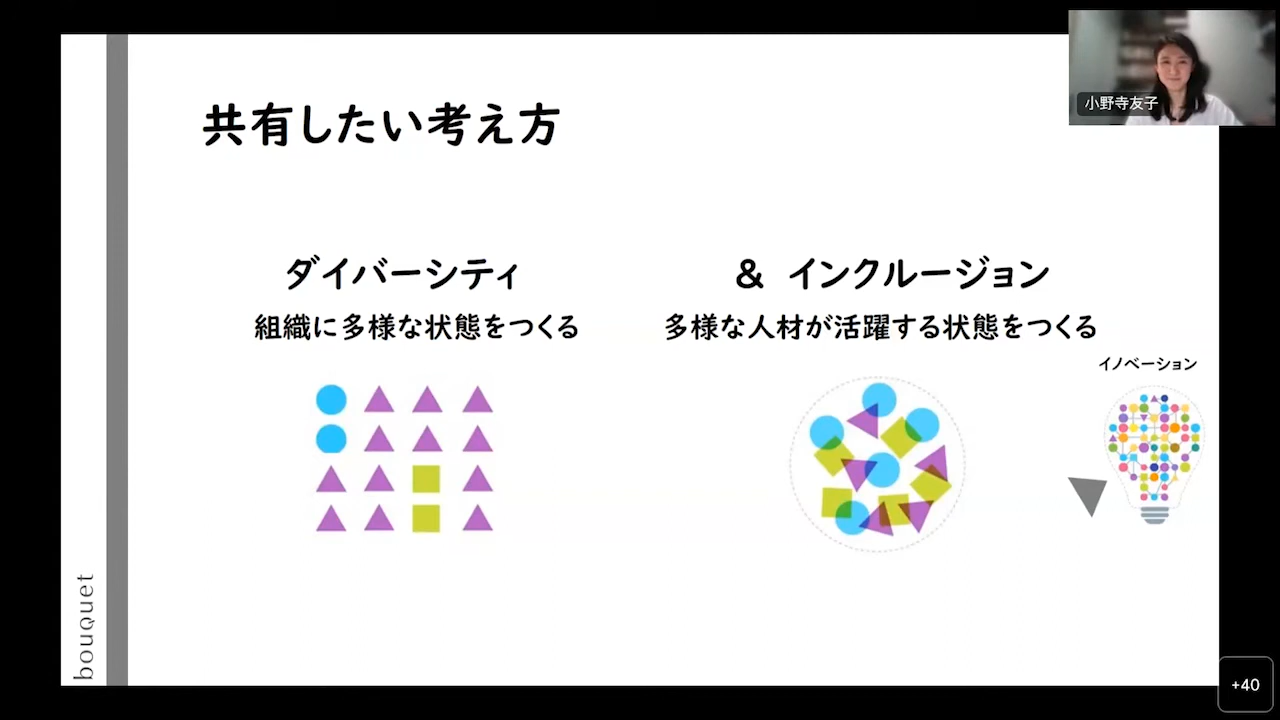 共有したい考え方
小野寺友子
ダイバーシティ
& インクルージョン
組織に多様な状態をつくる
多様な人材が活躍する状態をつくる
イノベーション
bouquet
+40